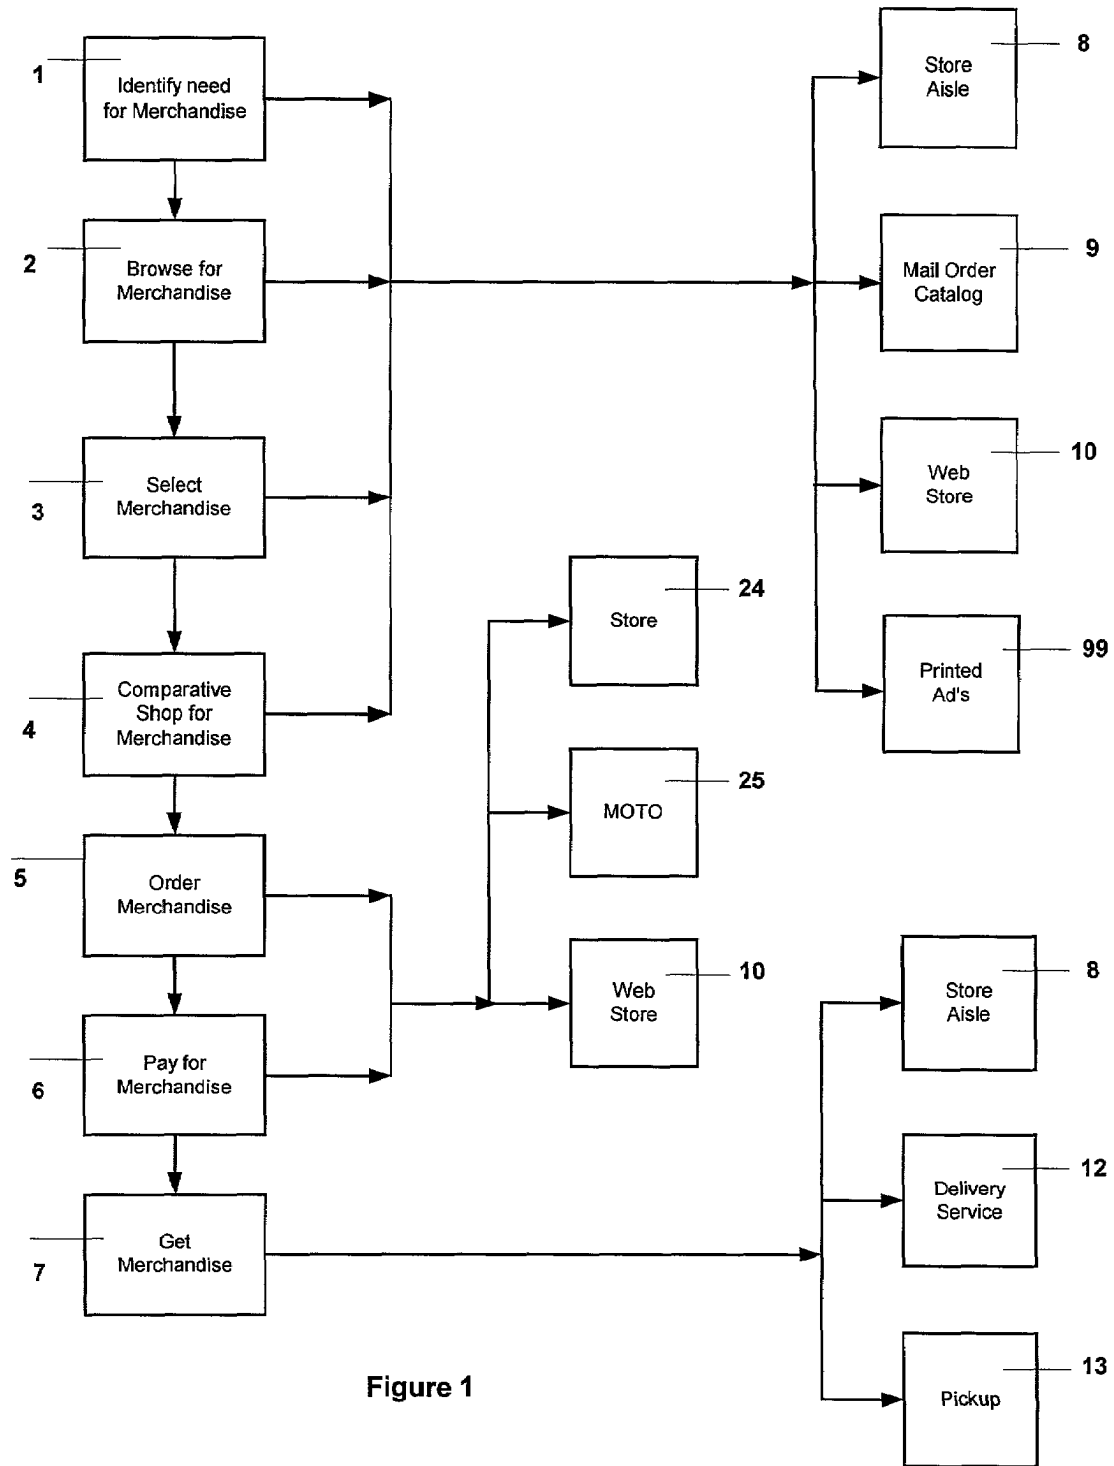 1
Identify need
for Merchandise
2
Browse for
Merchandise
3
Select
Merchandise
4
Comparative
Shop for
Merchandise
5
Order
Merchandise
6
Pay for
Merchandise
7
Get
Merchandise
Store
Aisle
8
Mail Order
Catalog
9
Web
Store
10
Printed
Ad's
99
Store
24
MOTO
25
Web
Store
10
Store
Aisle
8
Delivery
Service
12
Pickup
13
Figure 1